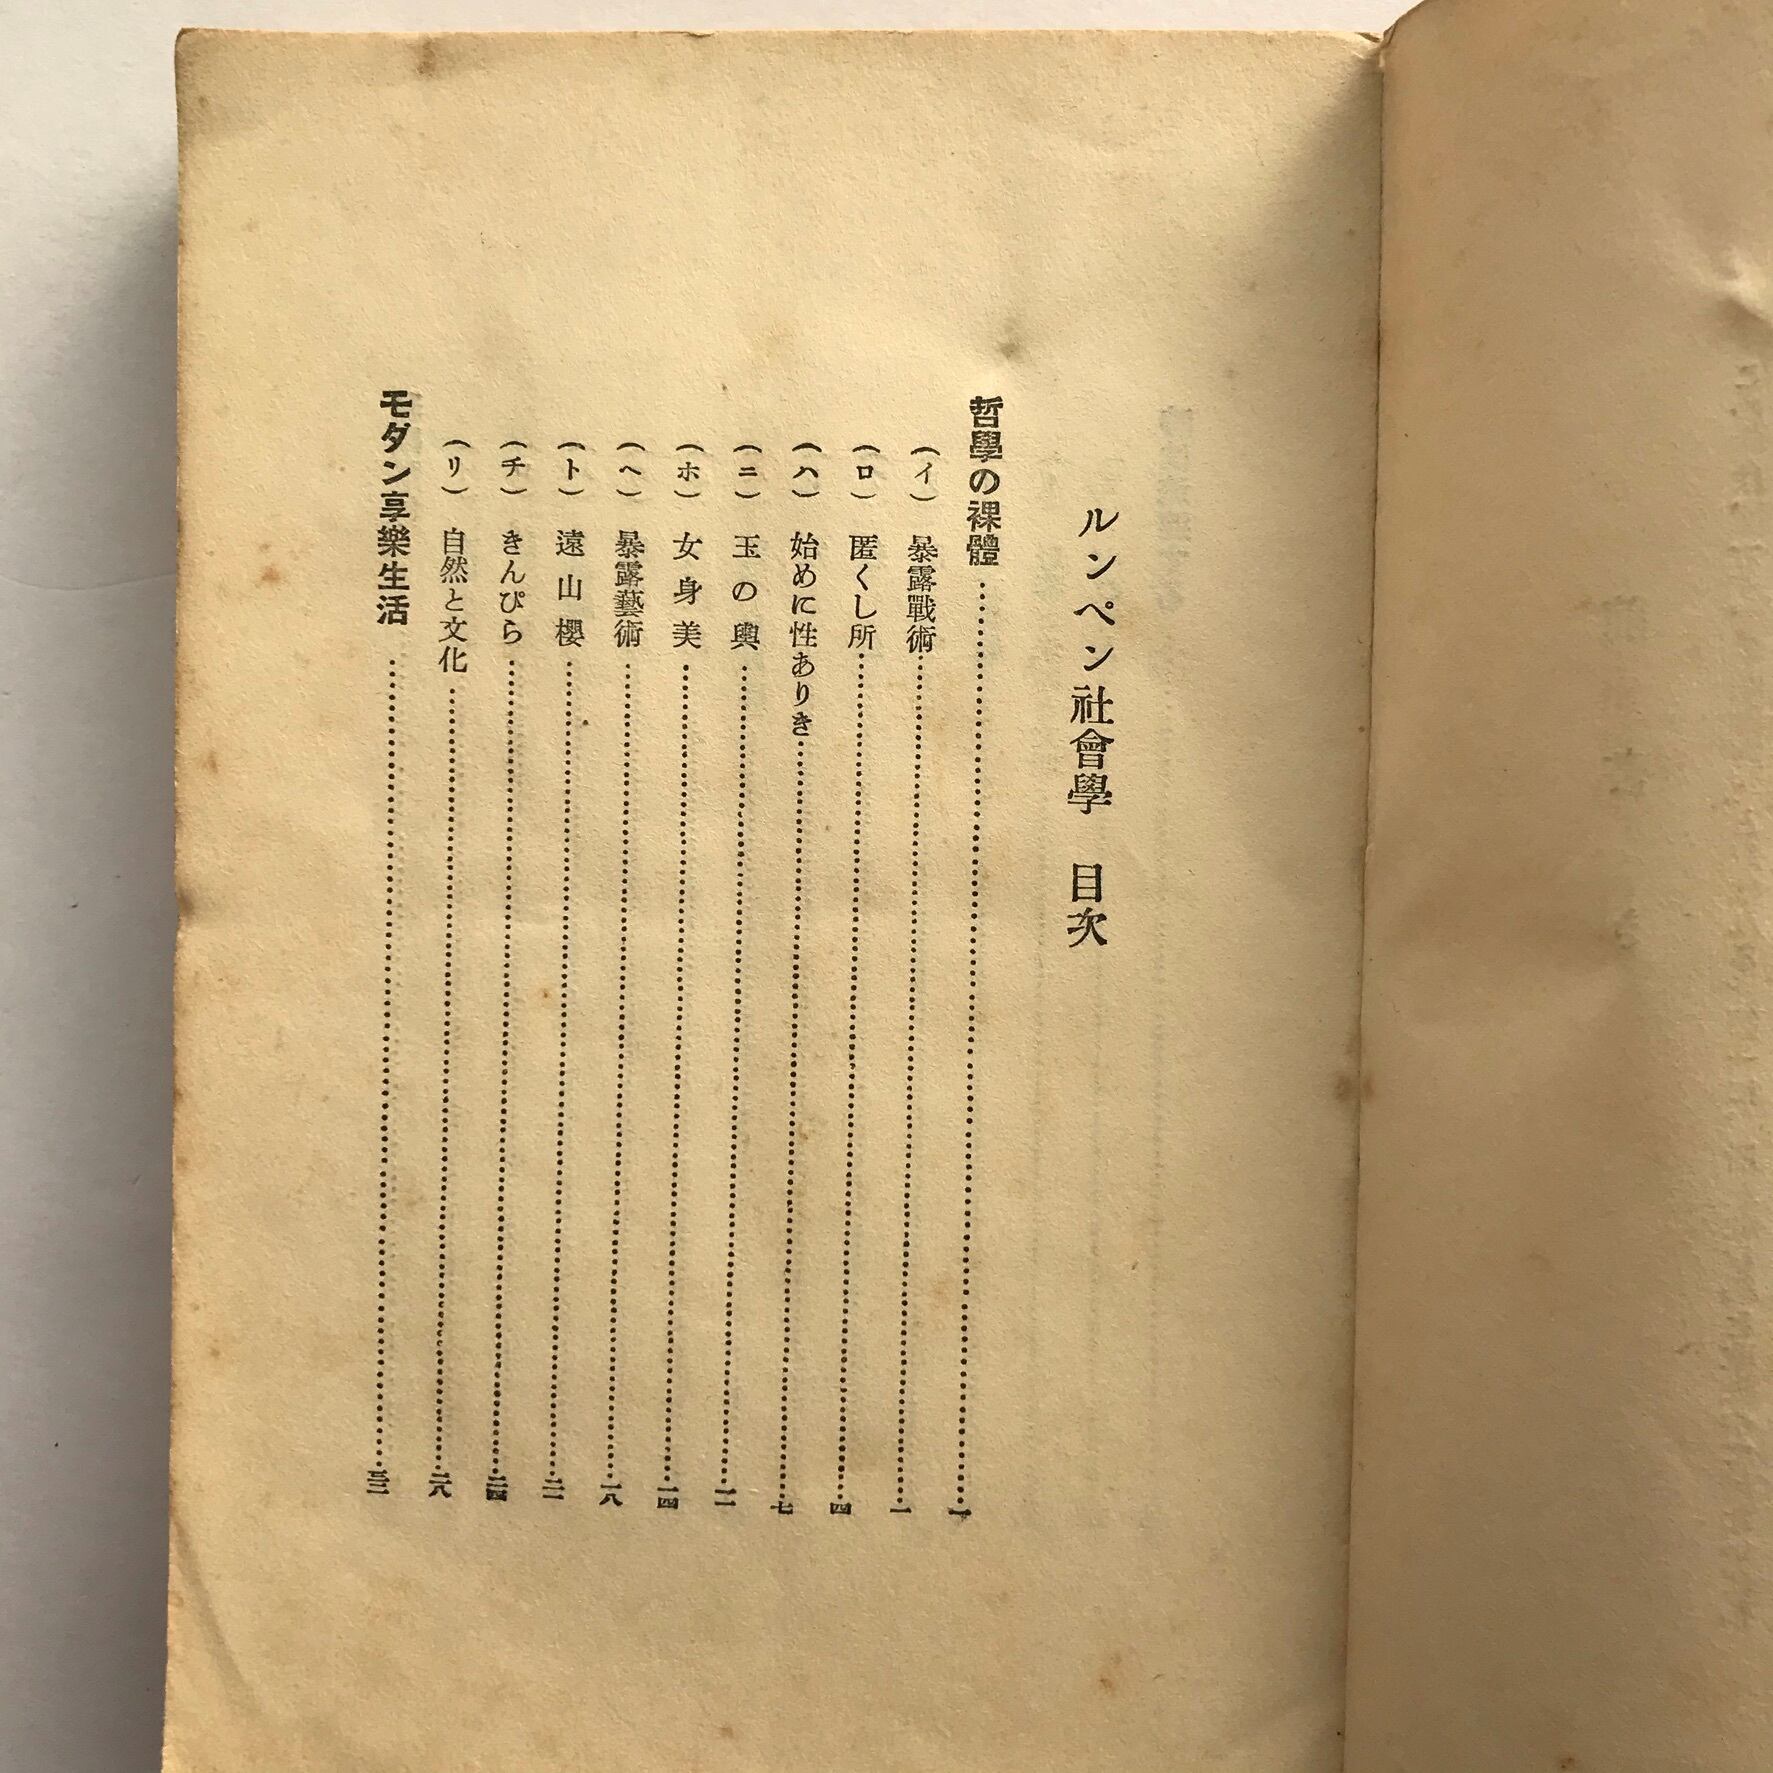 ルンペン社會學　目次
哲學の裸體…………一
（イ）　暴露戰術…………一
（ロ）　匿くし所…………四
（ハ）　始めに性ありき…………七
（ニ）　玉の輿…………一一
（ホ）　女身美…………一四
（ヘ）　暴露藝術…………一八
（ト）　遠山櫻…………二一
（チ）　きんぴら…………二四
（リ）　自然と文化…………二八
モダン享樂生活…………三二